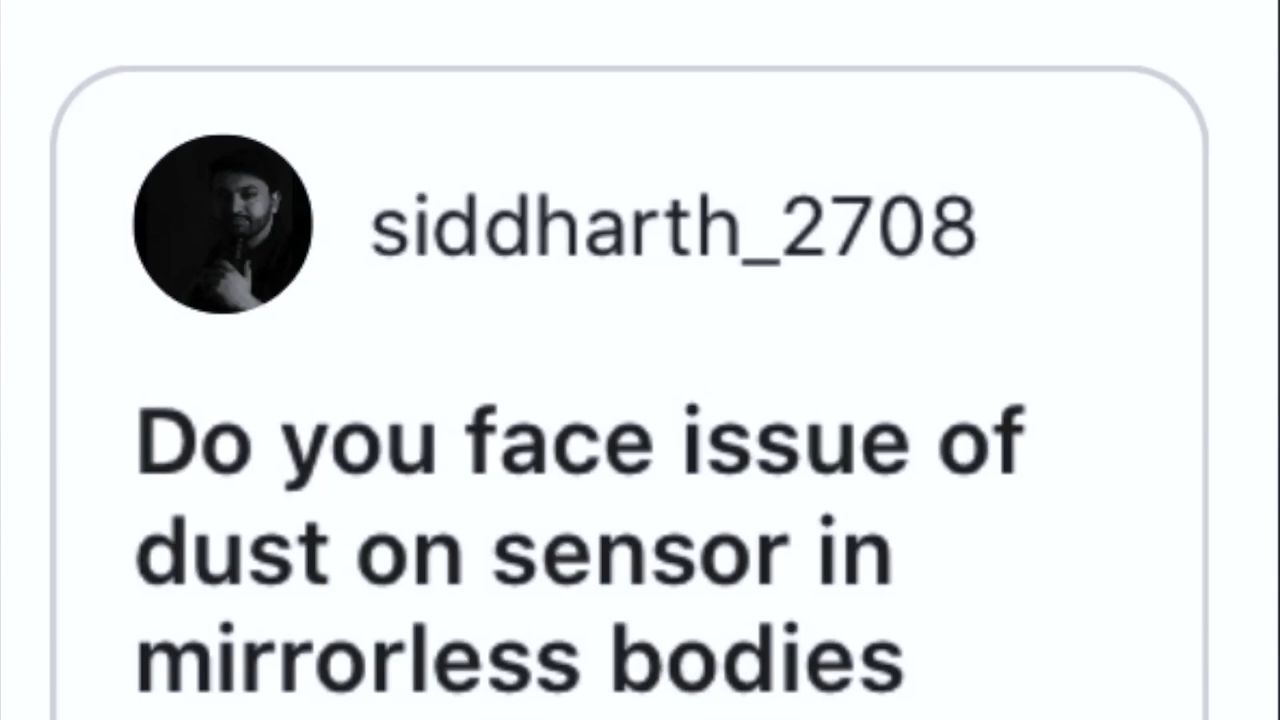 siddharth_2708
Do you face issue of
dust on sensor in
mirrorless bodies